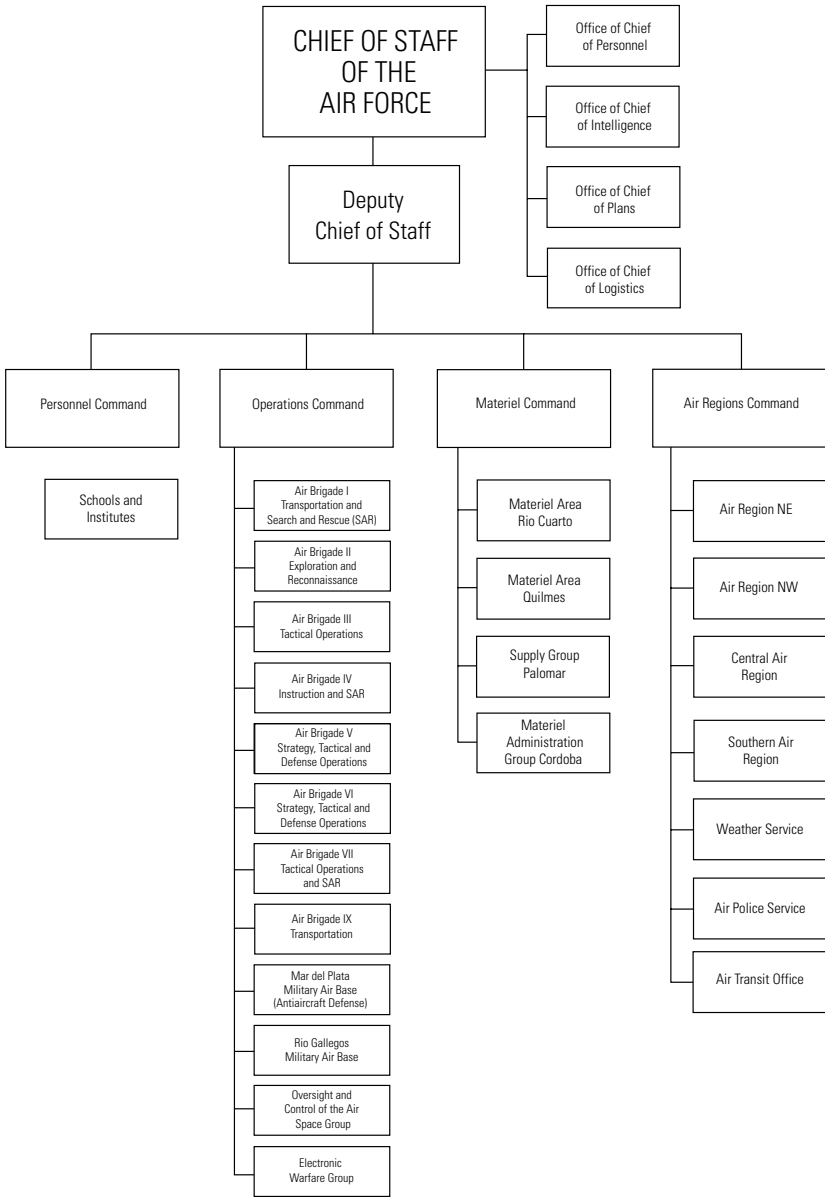 CHIEF OF STAFF
OF THE
AIR FORCE
Office of Chief
of Personnel
Office of Chief
of Intelligence
Office of Chief
of Plans
Office of Chief
of Logistics
Deputy
Chief of Staff
Personnel Command
Operations Command
Materiel Command
Air Regions Command
Schools and
Institutes
Air Brigade I
Transportation and
Search and Rescue (SAR)
Air Brigade II
Exploration and
Reconnaissance
Air Brigade III
Tactical Operations
Air Brigade IV
Instruction and SAR
Air Brigade V
Strategy, Tactical and
Defense Operations
Air Brigade VI
Strategy, Tactical and
Defense Operations
Air Brigade VII
Tactical Operations
and SAR
Air Brigade IX
Transportation
Mar del Plata
Military Air Base
(Antiaircraft Defense)
Rio Gallegos
Military Air Base
Oversight and
Control of the Air
Space Group
Electronic
Warfare Group
Materiel Area
Rio Cuarto
Materiel Area
Quilmes
Supply Group
Palomar
Materiel
Administration
Group Cordoba
Air Region NE
Air Region NW
Central Air
Region
Southern Air
Region
Weather Service
Air Police Service
Air Transit Office